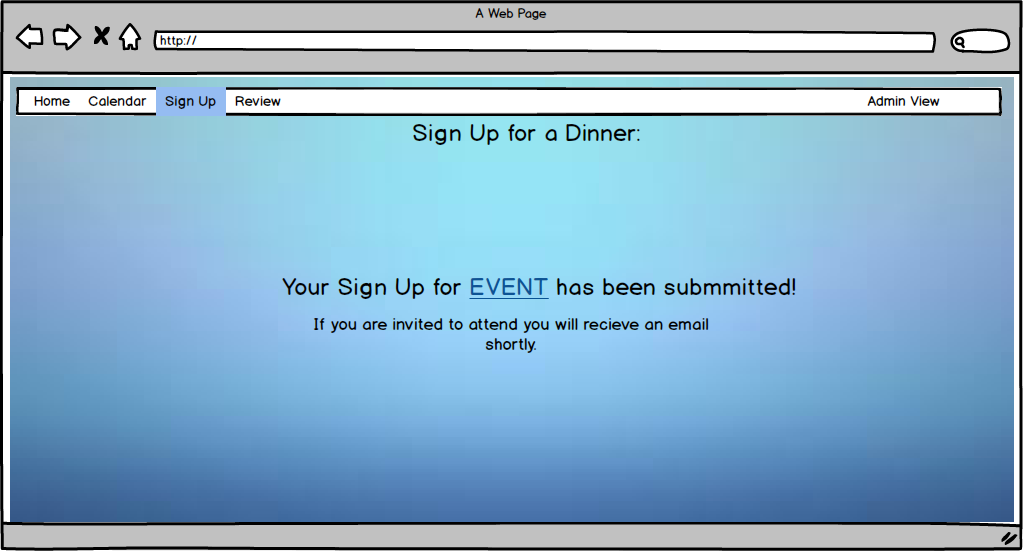 A Web Page
http://
Home Calendar Sign Up Review Admin View
Sign Up for a Dinner:
Your Sign Up for EVENT has been submmitted!
If you are invited to attend you will recieve an email
shortly.